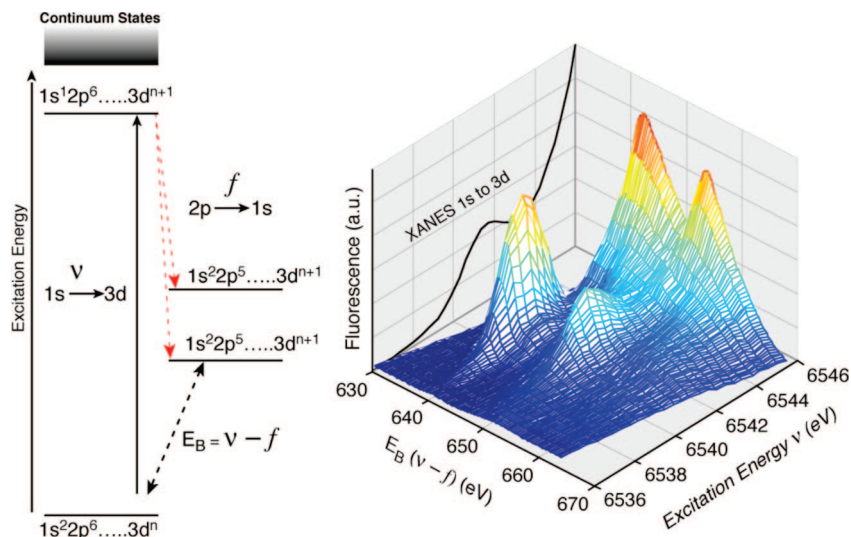 Continuum States
1s¹2p⁶.....3dⁿ⁺¹
f
2p → 1s
ν
1s → 3d
1s²2p⁵.....3dⁿ⁺¹
1s²2p⁵.....3dⁿ⁺¹
E_B = ν − f
1s²2p⁶.....3dⁿ
Excitation Energy
Fluorescence (a.u.)
XANES 1s to 3d
630
640
650
660
670
E_B (ν − f) (eV)
6536
6538
6540
6542
6544
6546
Excitation Energy ν (eV)